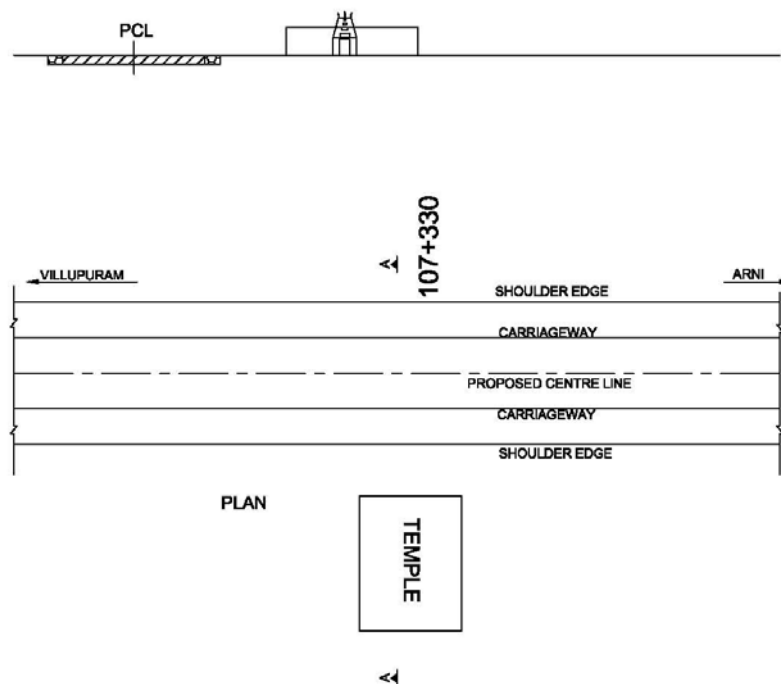 PCL
107+330
A
VILLUPURAM
ARNI
SHOULDER EDGE
CARRIAGEWAY
PROPOSED CENTRE LINE
CARRIAGEWAY
SHOULDER EDGE
PLAN
TEMPLE
A